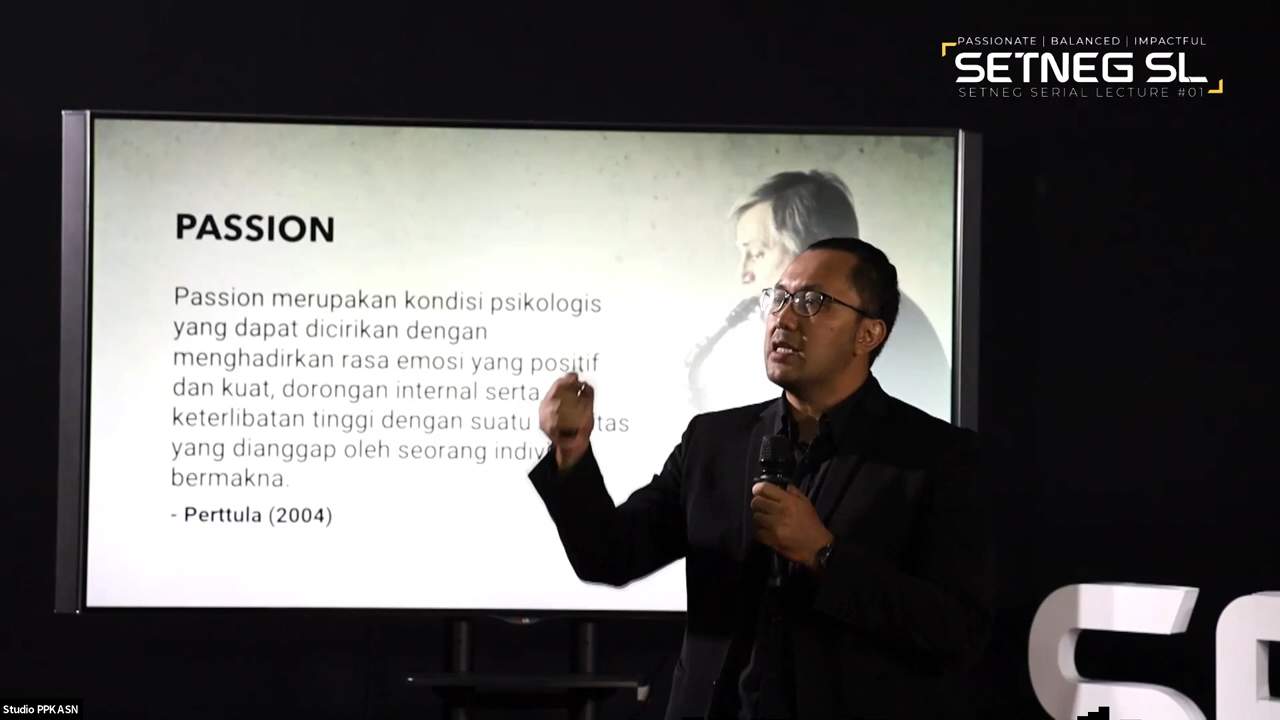 PASSIONATE | BALANCED | IMPACTFUL
SETNEG SL
SETNEG SERIAL LECTURE #01
PASSION
Passion merupakan kondisi psikologis
yang dapat dicirikan dengan
menghadirkan rasa emosi yang positif
dan kuat, dorongan internal serta
keterlibatan tinggi dengan suatu
yang dianggap oleh seorang
bermakna.
- Perttula (2004)
Studio PPKASN